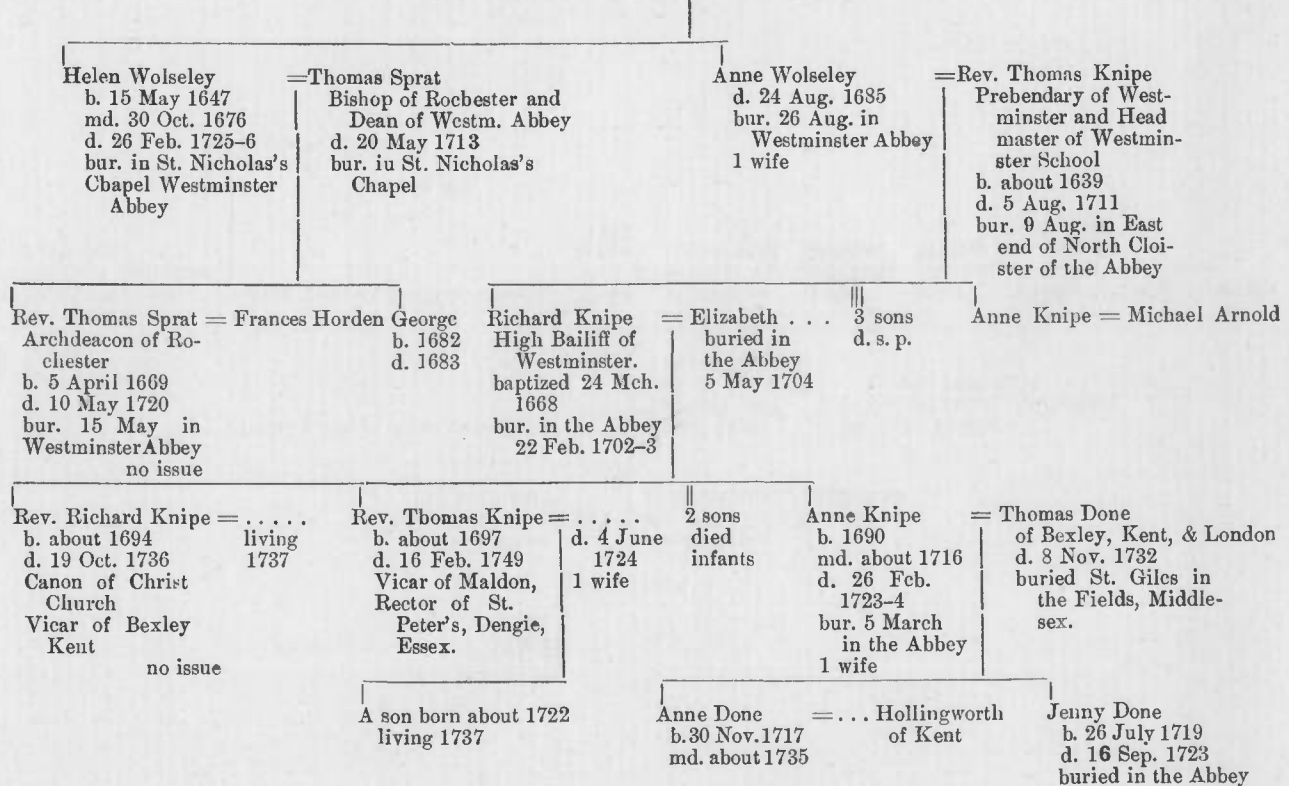 Helen Wolseley
b. 15 May 1647
md. 30 Oct. 1676
d. 26 Feb. 1725-6
bur. in St. Nicholas's
Cbapel Westminster
Abbey
=Thomas Sprat
Bishop of Rocbester and
Dean of Wcstm. Abbey
d. 20 May 1713
bur. iu St. Nicholas's
Chapel
Anne Wolseley
d. 24 Aug. 1685
bur. 26 Aug. in
Westminster Abbey
1 wife
=Rev. Thomas Knipe
Prebendary of West-
minster and Head
master of Westmin-
ster School
b. about 1639
d. 5 Aug. 1711
bur. 9 Aug. in East
end of North Cloi-
ster of the Abbey
Rev. Thomas Sprat = Frances Horden
Archdeacon of Ro-
chester
b. 5 April 1669
d. 10 May 1720
bur. 15 May in
WestminsterAbbey
no issue
George
b. 1682
d. 1683
Richard Knipe
High Bailiff of
Westminster.
baptized 24 Mch.
1668
bur. in the Abbey
22 Feb. 1702-3
= Elizabeth . . .
buried in
the Abbey
5 May 1704
3 sons
d. s. p.
Anne Knipe = Michael Arnold
Rev. Richard Knipe = . . . . .
b. about 1694
d. 19 Oct. 1736
Canon of Christ
Church
Vicar of Bexley
Kent
no issue
living
1737
Rev. Tbomas Knipe = . . . . .
b. about 1697
d. 16 Feb. 1749
Vicar of Maldon,
Rector of St.
Peter's, Dengie,
Essex.
d. 4 June
1724
1 wife
2 sons
died
infants
Anne Knipe
b. 1690
md. about 1716
d. 26 Fcb.
1723-4
bur. 5 March
in the Abbey
1 wife
= Thomas Done
of Bexley, Kent, & London
d. 8 Nov. 1732
buried St. Gilcs in
the Fields, Middle-
sex.
A son born about 1722
living 1737
Anne Done
b. 30 Nov. 1717
md. about 1735
= . . . Hollingworth
of Kent
Jenny Done
b. 26 July 1719
d. 16 Sep. 1723
buried in the Abbey